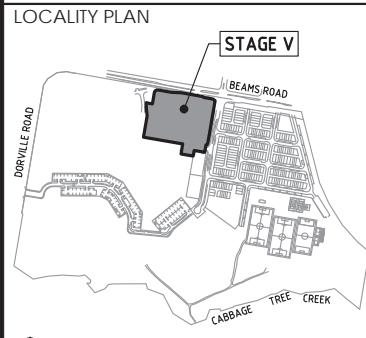 LOCALITY PLAN
STAGE V
BEAMS ROAD
DORVILLE ROAD
CABBAGE TREE CREEK